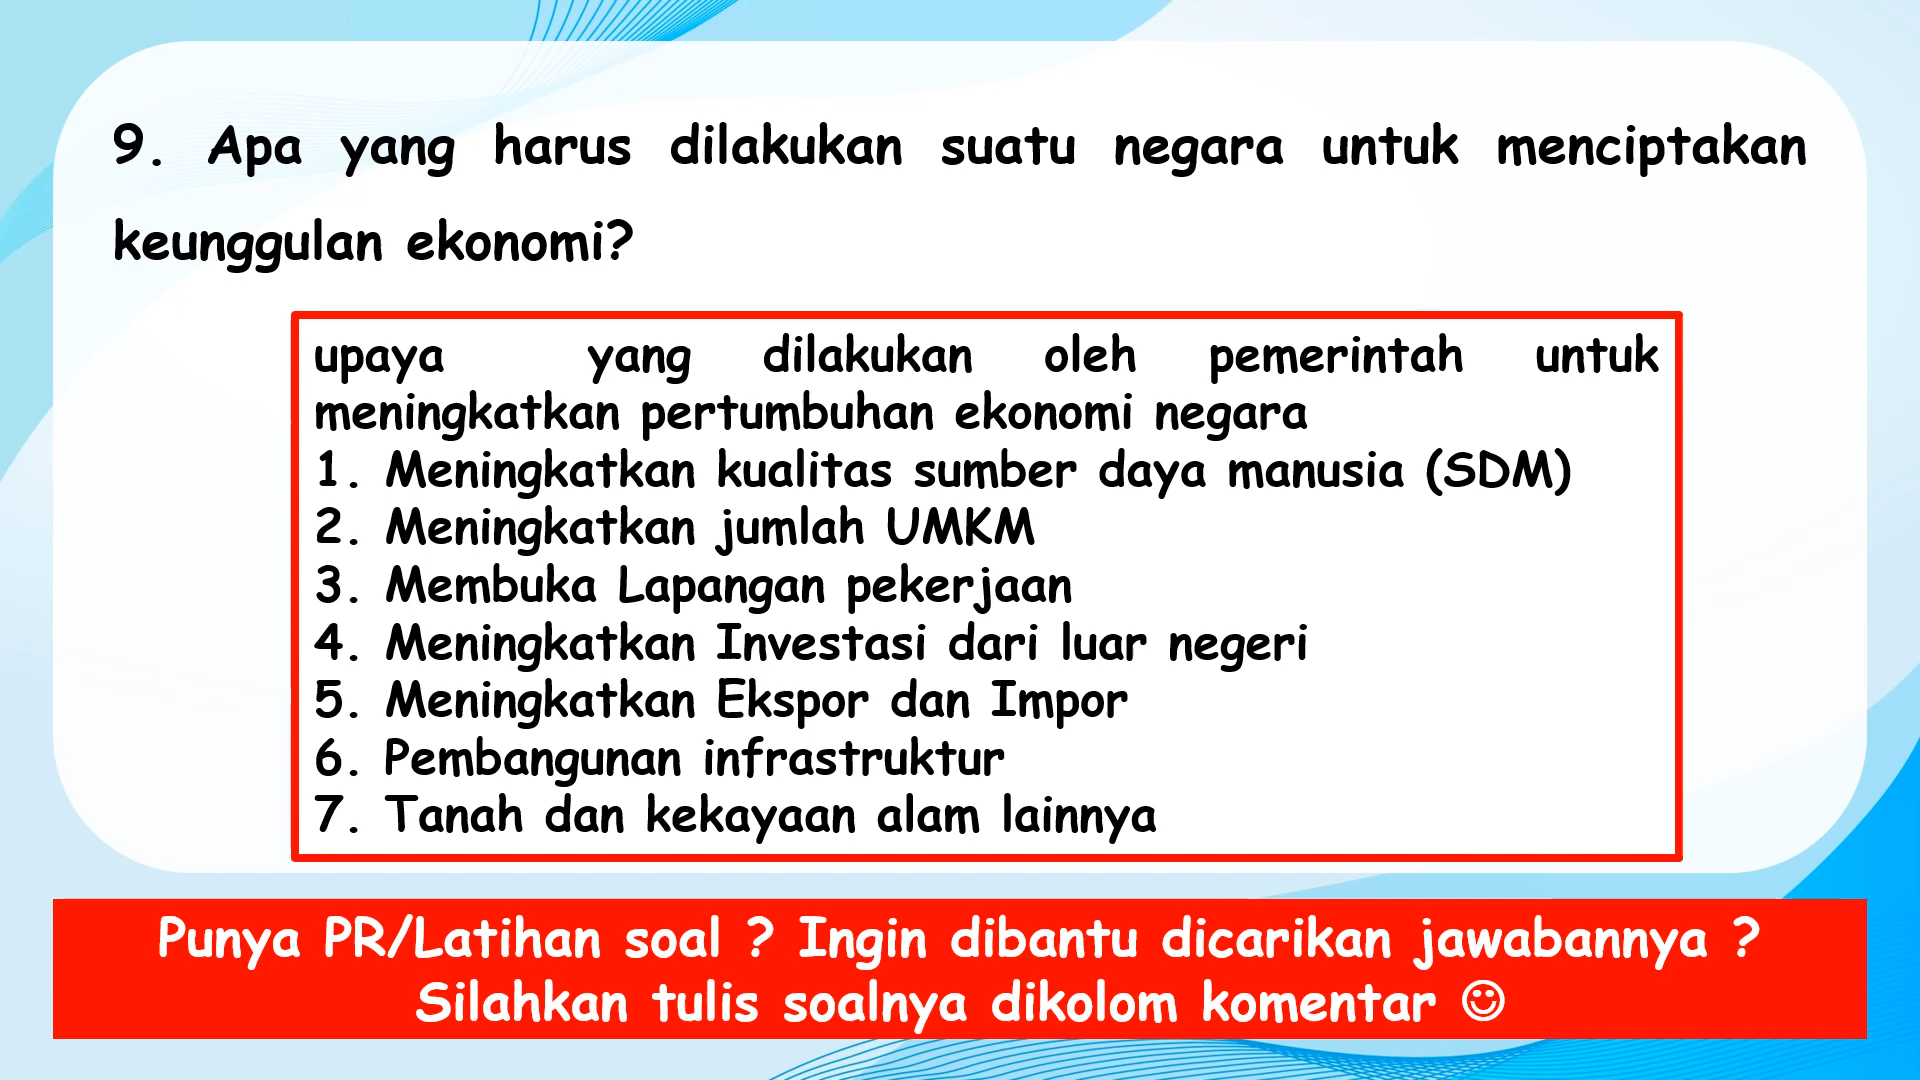 9. Apa yang harus dilakukan suatu negara untuk menciptakan
keunggulan ekonomi?
upaya yang dilakukan oleh pemerintah untuk
meningkatkan pertumbuhan ekonomi negara
1. Meningkatkan kualitas sumber daya manusia (SDM)
2. Meningkatkan jumlah UMKM
3. Membuka Lapangan pekerjaan
4. Meningkatkan Investasi dari luar negeri
5. Meningkatkan Ekspor dan Impor
6. Pembangunan infrastruktur
7. Tanah dan kekayaan alam lainnya
Punya PR/Latihan soal ? Ingin dibantu dicarikan jawabannya ?
Silahkan tulis soalnya dikolom komentar ☺